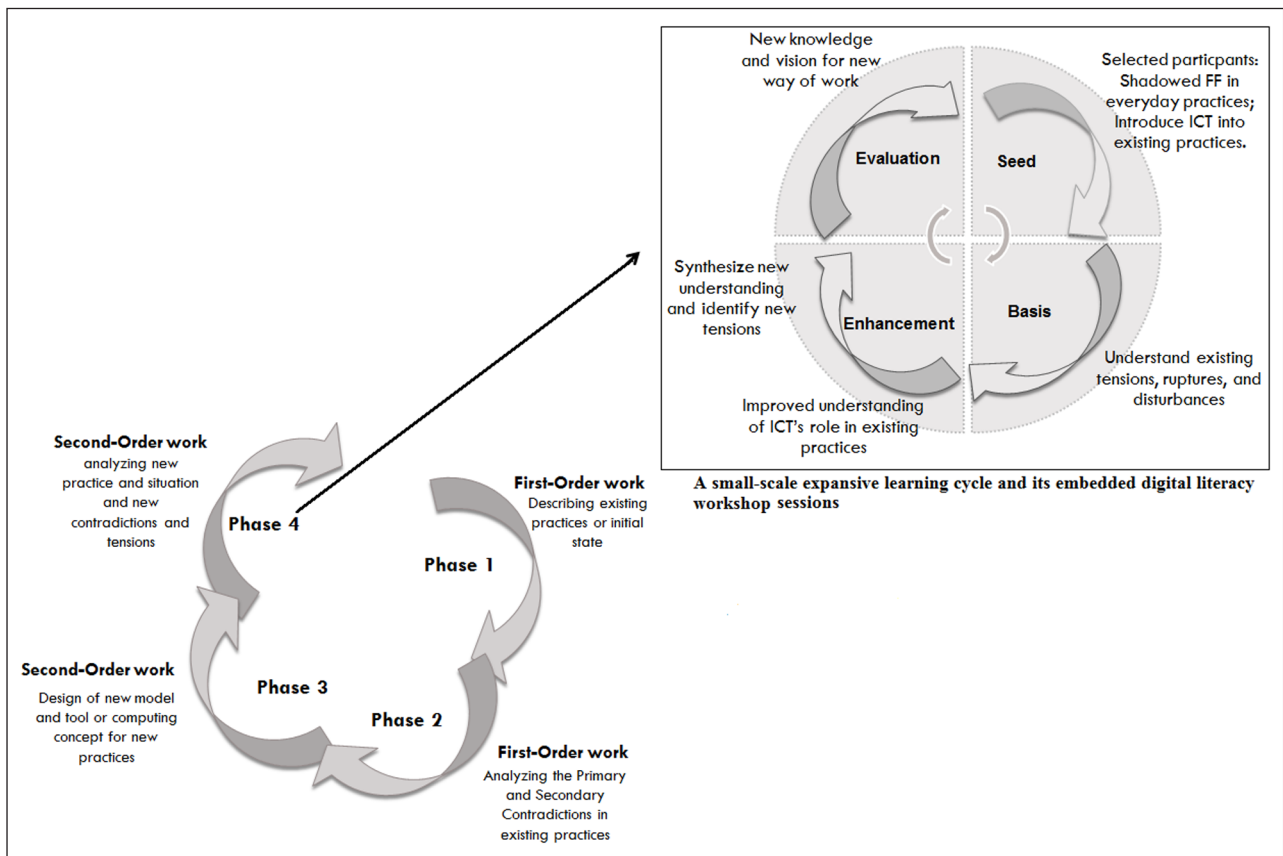 New knowledge
and vision for new
way of work
Selected particpants:
Shadowed FF in
everyday practices;
Introduce ICT into
existing practices.
Evaluation
Seed
Synthesize new
understanding
and identify new
tensions
Enhancement
Basis
Understand existing
tensions, ruptures, and
disturbances
Improved understanding
of ICT's role in existing
practices
A small-scale expansive learning cycle and its embedded digital literacy
workshop sessions
Second-Order work
analyzing new
practice and situation
and new
contradictions and
tensions
Phase 4
First-Order work
Describing existing
practices or initial
state
Phase 1
Second-Order work
Design of new model
and tool or computing
concept for new
practices
Phase 3
Phase 2
First-Order work
Analyzing the Primary
and Secondary
Contradictions in
existing practices